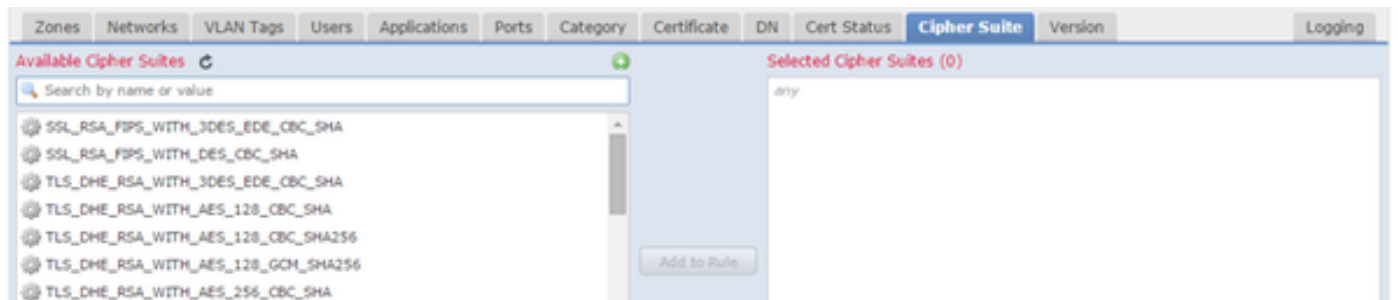 Zones Networks VLAN Tags Users Applications Ports Category Certificate DN Cert Status Cipher Suite Version Logging
Available Cipher Suites
Search by name or value
SSL_RSA_FIPS_WITH_3DES_EDE_CBC_SHA
SSL_RSA_FIPS_WITH_DES_CBC_SHA
TLS_DHE_RSA_WITH_3DES_EDE_CBC_SHA
TLS_DHE_RSA_WITH_AES_128_CBC_SHA
TLS_DHE_RSA_WITH_AES_128_CBC_SHA256
TLS_DHE_RSA_WITH_AES_128_GCM_SHA256
TLS_DHE_RSA_WITH_AES_256_CBC_SHA
Add to Rule
Selected Cipher Suites (0)
any